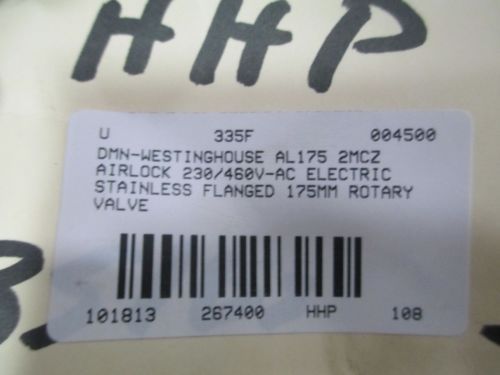 HHP
U 335F 004500
DMN-WESTINGHOUSE AL175 2MCZ
AIRLOCK 230/460V-AC ELECTRIC
STAINLESS FLANGED 175MM ROTARY
VALVE
101813 267400 HHP 108